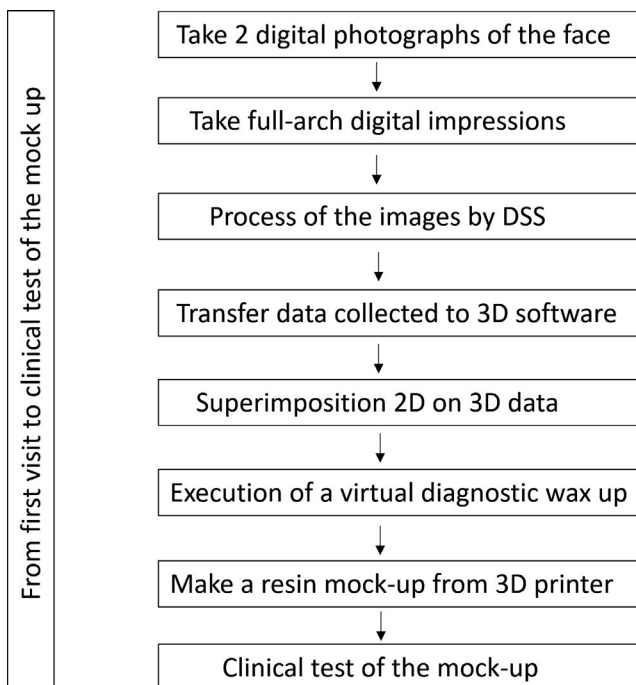 From first visit to clinical test of the mock up
Take 2 digital photographs of the face
Take full-arch digital impressions
Process of the images by DSS
Transfer data collected to 3D software
Superimposition 2D on 3D data
Execution of a virtual diagnostic wax up
Make a resin mock-up from 3D printer
Clinical test of the mock-up